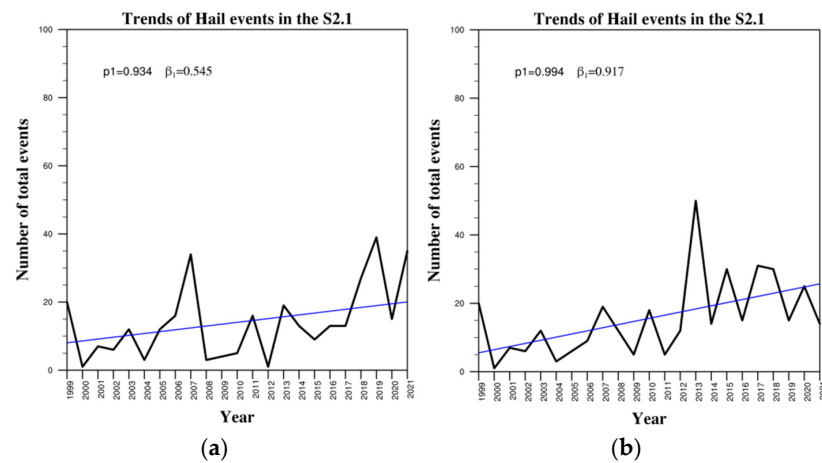 Trends of Hail events in the S2.1
p1=0.934 β₁=0.545
Number of total events
100
80
60
40
20
0
1999 2000 2001 2002 2003 2004 2005 2006 2007 2008 2009 2010 2011 2012 2013 2014 2015 2016 2017 2018 2019 2020 2021
Year
(a)
Trends of Hail events in the S2.1
p1=0.994 β₁=0.917
Number of total events
100
80
60
40
20
0
1999 2000 2001 2002 2003 2004 2005 2006 2007 2008 2009 2010 2011 2012 2013 2014 2015 2016 2017 2018 2019 2020 2021
Year
(b)